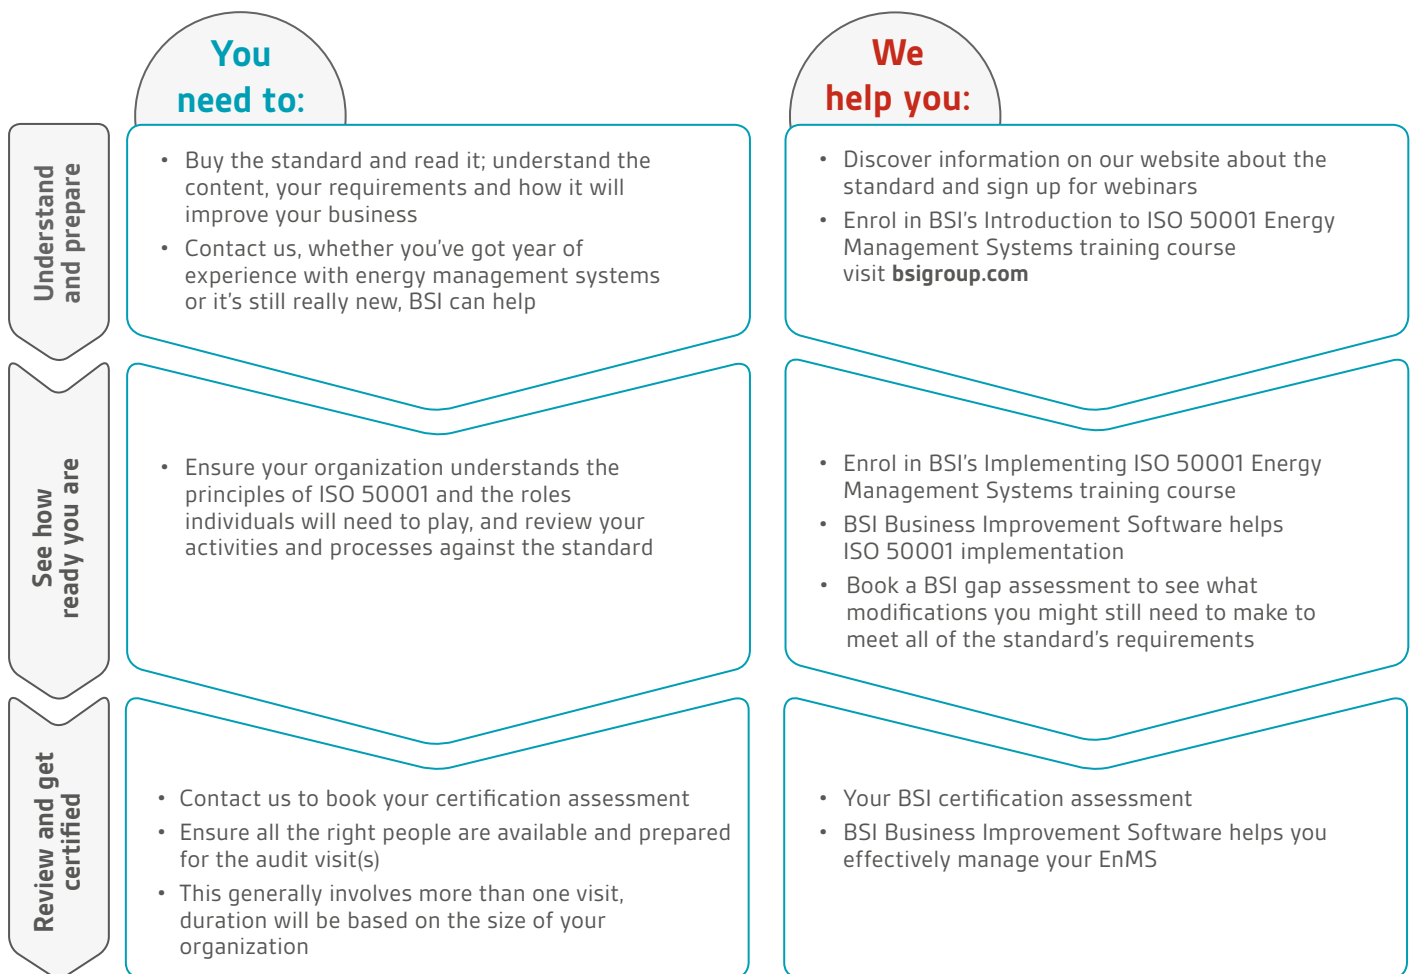 You
need to:
We
help you:
Understand
and prepare
• Buy the standard and read it; understand the
content, your requirements and how it will
improve your business
• Contact us, whether you've got year of
experience with energy management systems
or it's still really new, BSI can help
• Discover information on our website about the
standard and sign up for webinars
• Enrol in BSI's Introduction to ISO 50001 Energy
Management Systems training course
visit bsigroup.com
See how
ready you are
• Ensure your organization understands the
principles of ISO 50001 and the roles
individuals will need to play, and review your
activities and processes against the standard
• Enrol in BSI's Implementing ISO 50001 Energy
Management Systems training course
• BSI Business Improvement Software helps
ISO 50001 implementation
• Book a BSI gap assessment to see what
modifications you might still need to make to
meet all of the standard's requirements
Review and get
certified
• Contact us to book your certification assessment
• Ensure all the right people are available and prepared
for the audit visit(s)
• This generally involves more than one visit,
duration will be based on the size of your
organization
• Your BSI certification assessment
• BSI Business Improvement Software helps you
effectively manage your EnMS